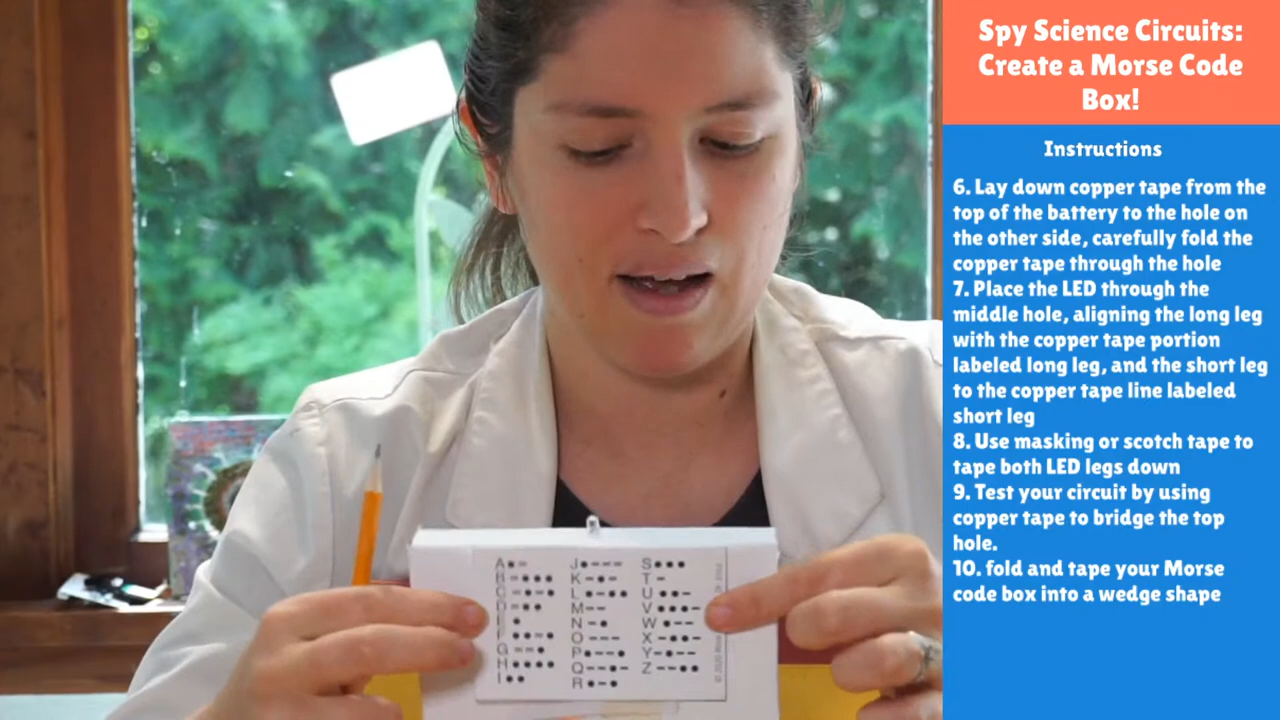 Spy Science Circuits:
Create a Morse Code
Box!
Instructions
6. Lay down copper tape from the
top of the battery to the hole on
the other side, carefully fold the
copper tape through the hole
7. Place the LED through the
middle hole, aligning the long leg
with the copper tape portion
labeled long leg, and the short leg
to the copper tape line labeled
short leg
8. Use masking or scotch tape to
tape both LED legs down
9. Test your circuit by using
copper tape to bridge the top
hole.
10. fold and tape your Morse
code box into a wedge shape
A ●–
B –●●●
C –●–●
D –●●
E ●
F ●●–●
G ––●
H ●●●●
I ●●
J ●–––
K –●–
L ●–●●
M ––
N –●
O –––
P ●––●
Q ––●–
R ●–●
S ●●●
T –
U ●●–
V ●●●–
W ●––
X –●●–
Y –●––
Z ––●●